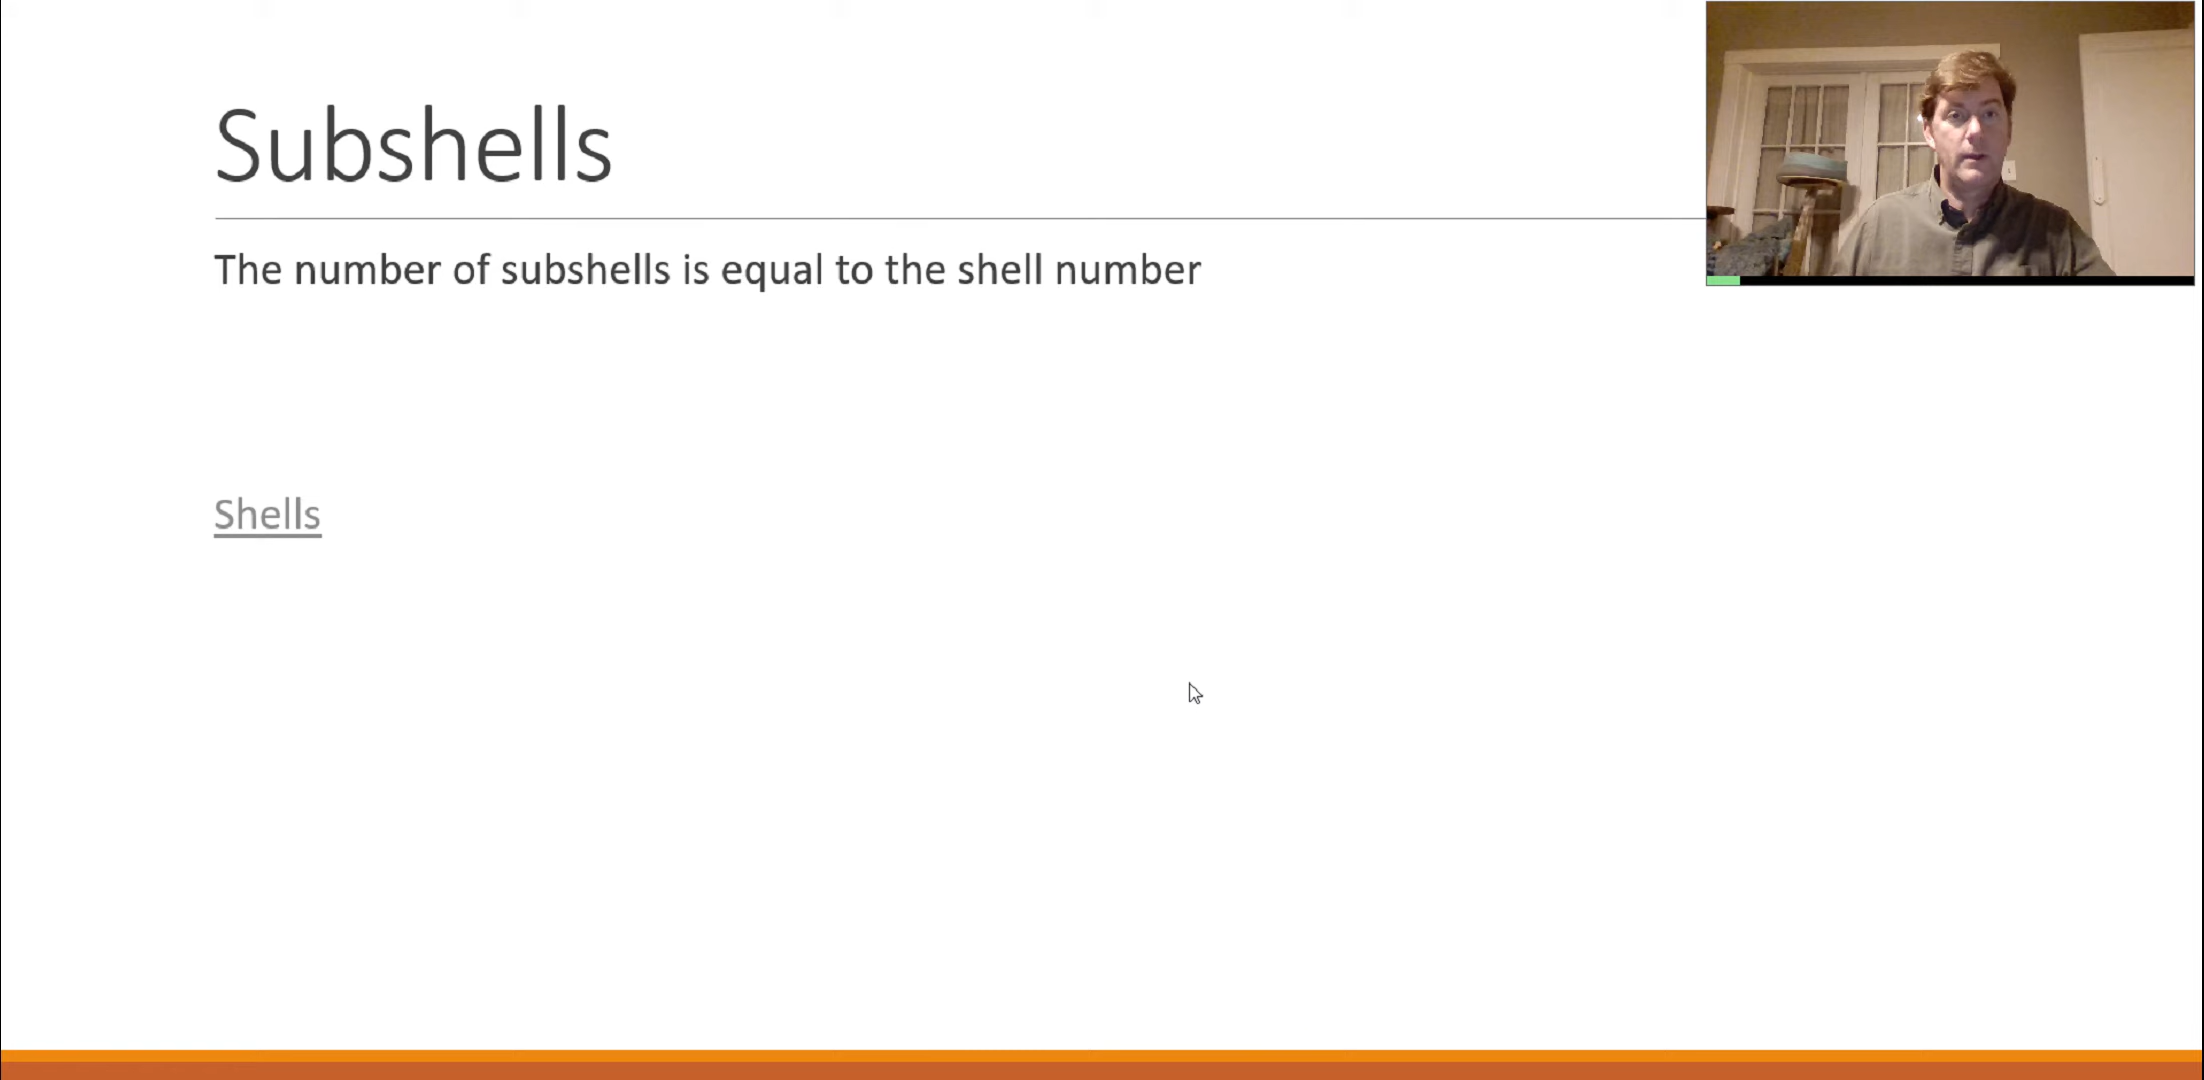 Subshells
The number of subshells is equal to the shell number
Shells